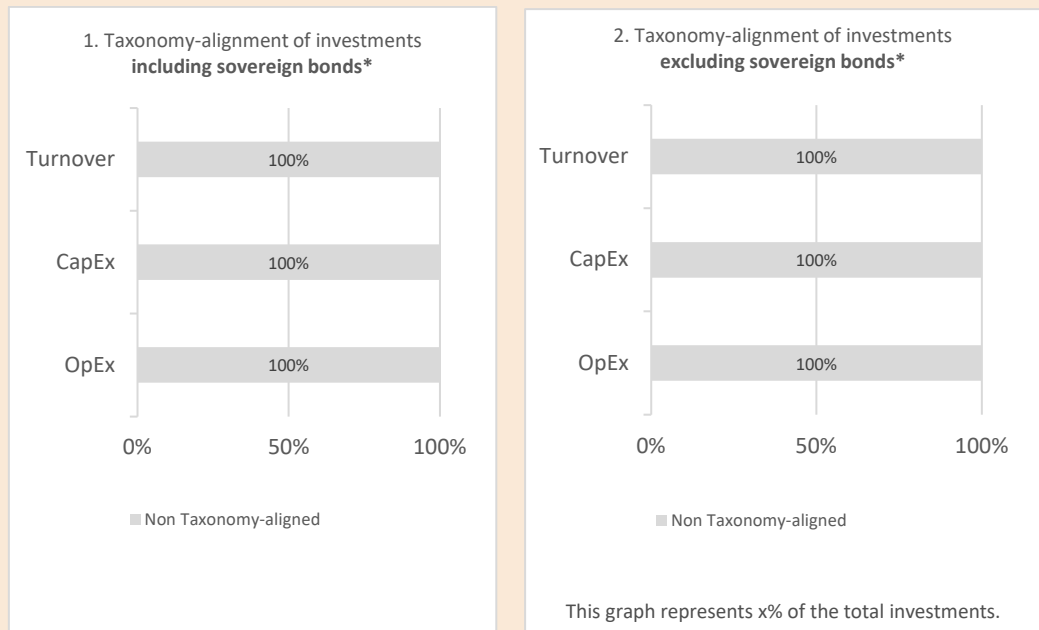 1. Taxonomy-alignment of investments
including sovereign bonds*
Turnover
100%
CapEx
100%
OpEx
100%
0% 50% 100%
Non Taxonomy-aligned
2. Taxonomy-alignment of investments
excluding sovereign bonds*
Turnover
100%
CapEx
100%
OpEx
100%
0% 50% 100%
Non Taxonomy-aligned
This graph represents x% of the total investments.